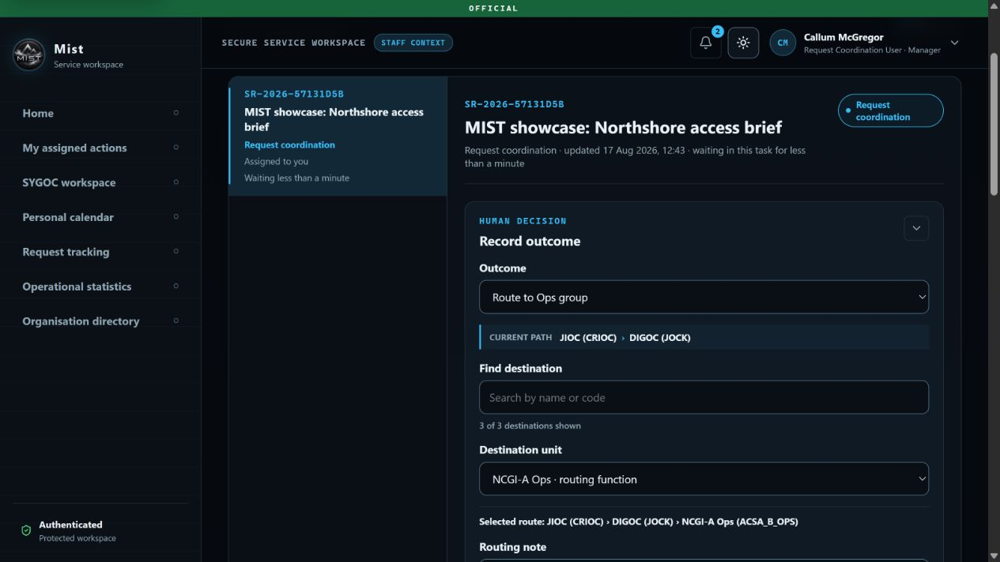 OFFICIAL
MIST
Mist
Service workspace
SECURE SERVICE WORKSPACE
STAFF CONTEXT
2
CM
Callum McGregor
Request Coordination User · Manager
Home
My assigned actions
SYGOC workspace
Personal calendar
Request tracking
Operational statistics
Organisation directory
Authenticated
Protected workspace
SR-2026-57131D5B
MIST showcase: Northshore access
brief
Request coordination
Assigned to you
Waiting less than a minute
SR-2026-57131D5B
MIST showcase: Northshore access brief
Request coordination · updated 17 Aug 2026, 12:43 · waiting in this task for less
than a minute
Request
coordination
HUMAN DECISION
Record outcome
Outcome
Route to Ops group
CURRENT PATH JIOC (CRIOC) › DIGOC (JOCK)
Find destination
Search by name or code
3 of 3 destinations shown
Destination unit
NCGI-A Ops · routing function
Selected route: JIOC (CRIOC) › DIGOC (JOCK) › NCGI-A Ops (ACSA_B_OPS)
Routing note